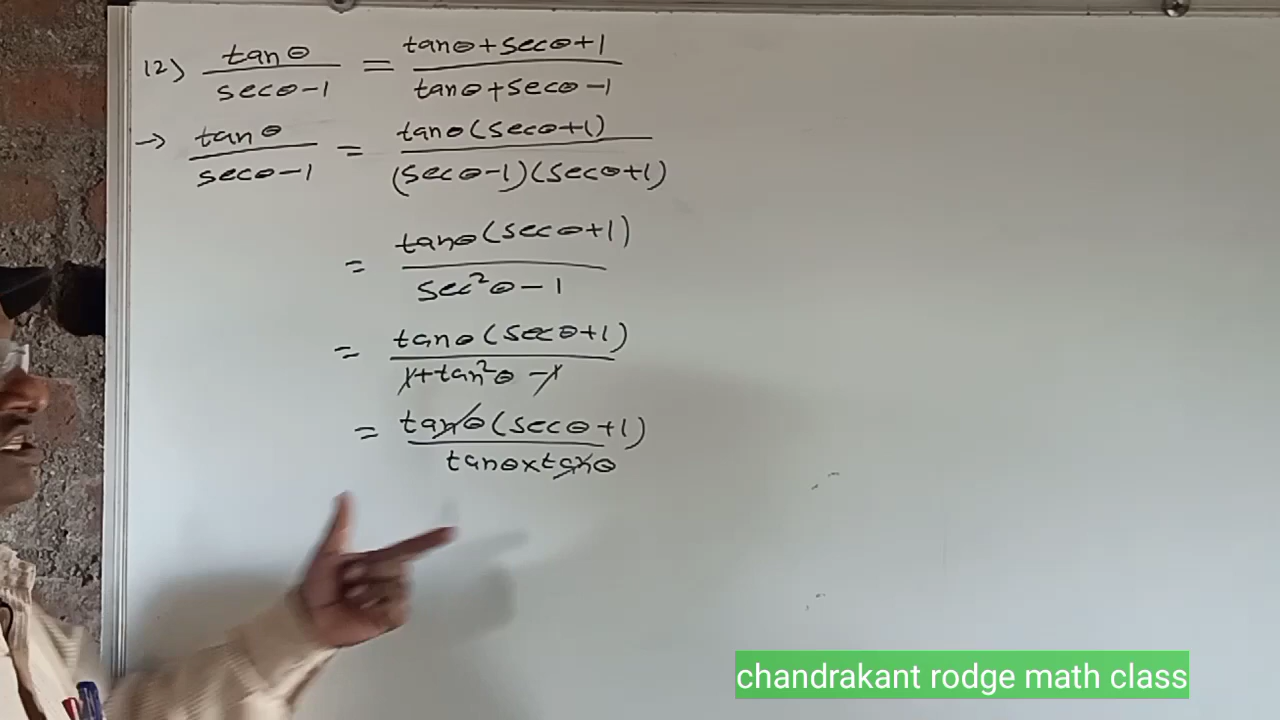 12) tanθ/secθ-1 = tanθ+secθ+1/tanθ+secθ-1
→ tanθ/secθ-1 = tanθ(secθ+1)/(secθ-1)(secθ+1)
= tanθ(secθ+1)/sec²θ-1
= tanθ(secθ+1)/1+tan²θ-1
= tanθ(secθ+1)/tanθ×tanθ
chandrakant rodge math class